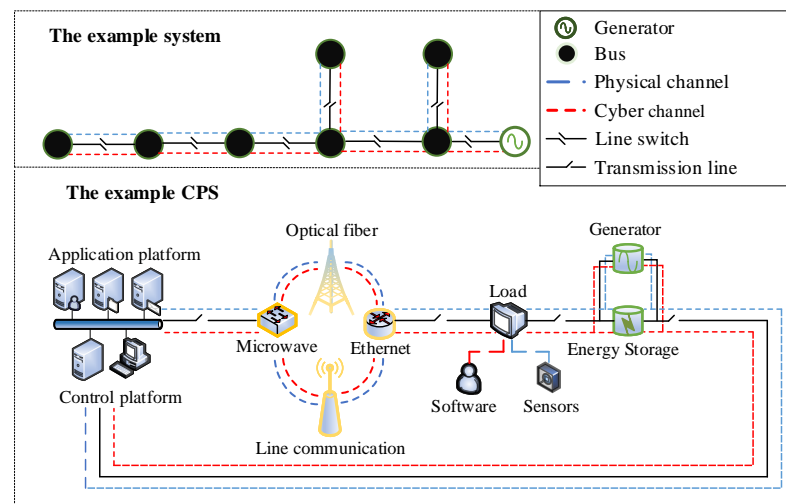 The example system
Generator
Bus
Physical channel
Cyber channel
Line switch
Transmission line
The example CPS
Optical fiber
Generator
Application platform
Load
Microwave
Ethernet
Energy Storage
Control platform
Software
Sensors
Line communication